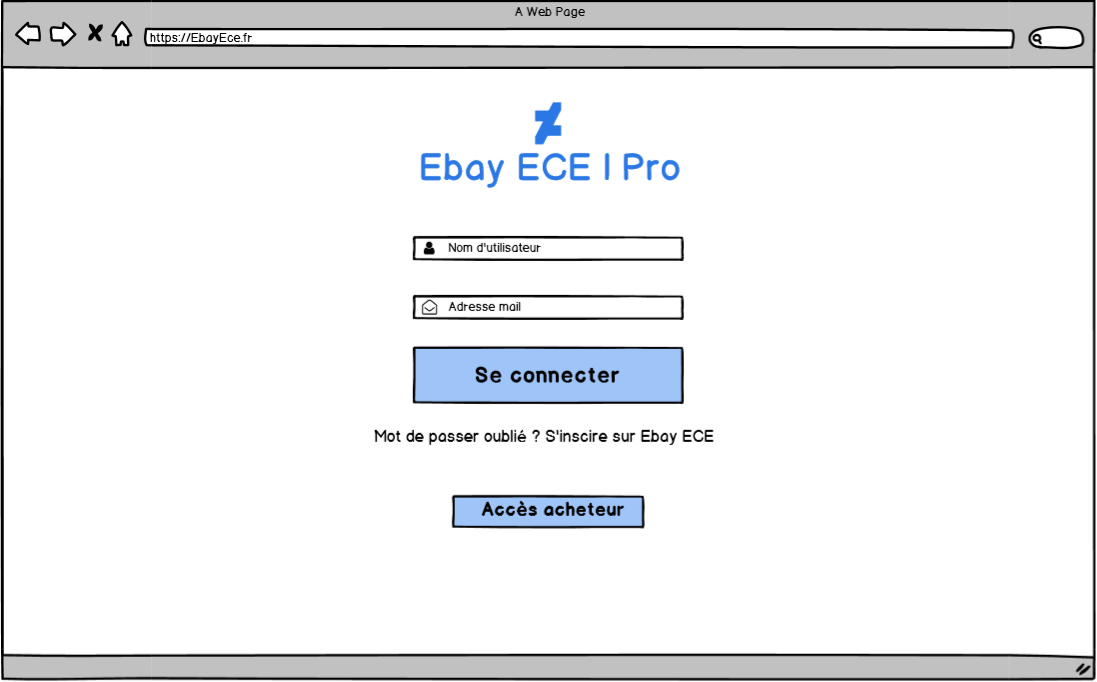 A Web Page
https://EbayEce.fr
Ebay ECE | Pro
Nom d'utilisateur
Adresse mail
Se connecter
Mot de passer oublié ? S'inscire sur Ebay ECE
Accès acheteur